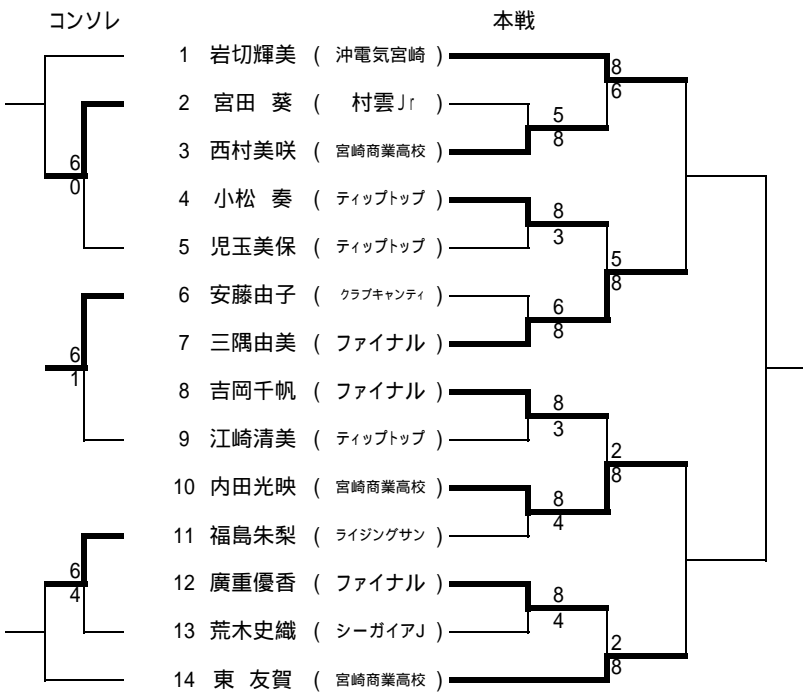 コンソレ 本戦
1 岩切輝美 ( 沖電気宮崎 )
8
6
2 宮田 葵 ( 村雲Jr )
5
8
3 西村美咲 ( 宮崎商業高校 )
6
0
4 小松 奏 ( ティップトップ )
8
3
5 児玉美保 ( ティップトップ )
5
8
6 安藤由子 ( クラブキャンティ )
6
8
7 三隅由美 ( ファイナル )
6
1
8 吉岡千帆 ( ファイナル )
8
3
9 江崎清美 ( ティップトップ )
2
8
10 内田光映 ( 宮崎商業高校 )
8
4
11 福島朱梨 ( ライジングサン )
6
4
12 廣重優香 ( ファイナル )
8
4
13 荒木史織 ( シーガイアJ )
2
8
14 東 友賀 ( 宮崎商業高校 )